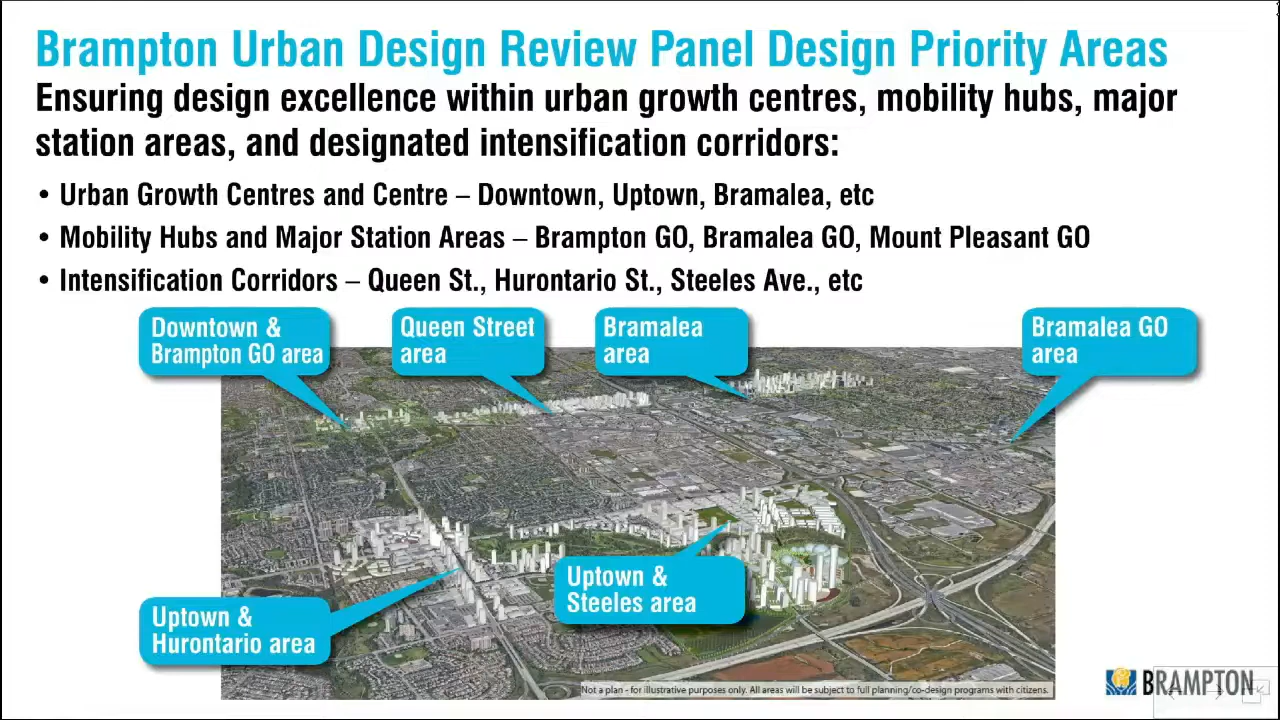 Brampton Urban Design Review Panel Design Priority Areas
Ensuring design excellence within urban growth centres, mobility hubs, major
station areas, and designated intensification corridors:
• Urban Growth Centres and Centre – Downtown, Uptown, Bramalea, etc
• Mobility Hubs and Major Station Areas – Brampton GO, Bramalea GO, Mount Pleasant GO
• Intensification Corridors – Queen St., Hurontario St., Steeles Ave., etc
Downtown &
Brampton GO area
Queen Street
area
Bramalea
area
Bramalea GO
area
Uptown &
Steeles area
Uptown &
Hurontario area
Not a plan - for illustrative purposes only. All areas will be subject to full planning/co-design programs with citizens.
BRAMPTON